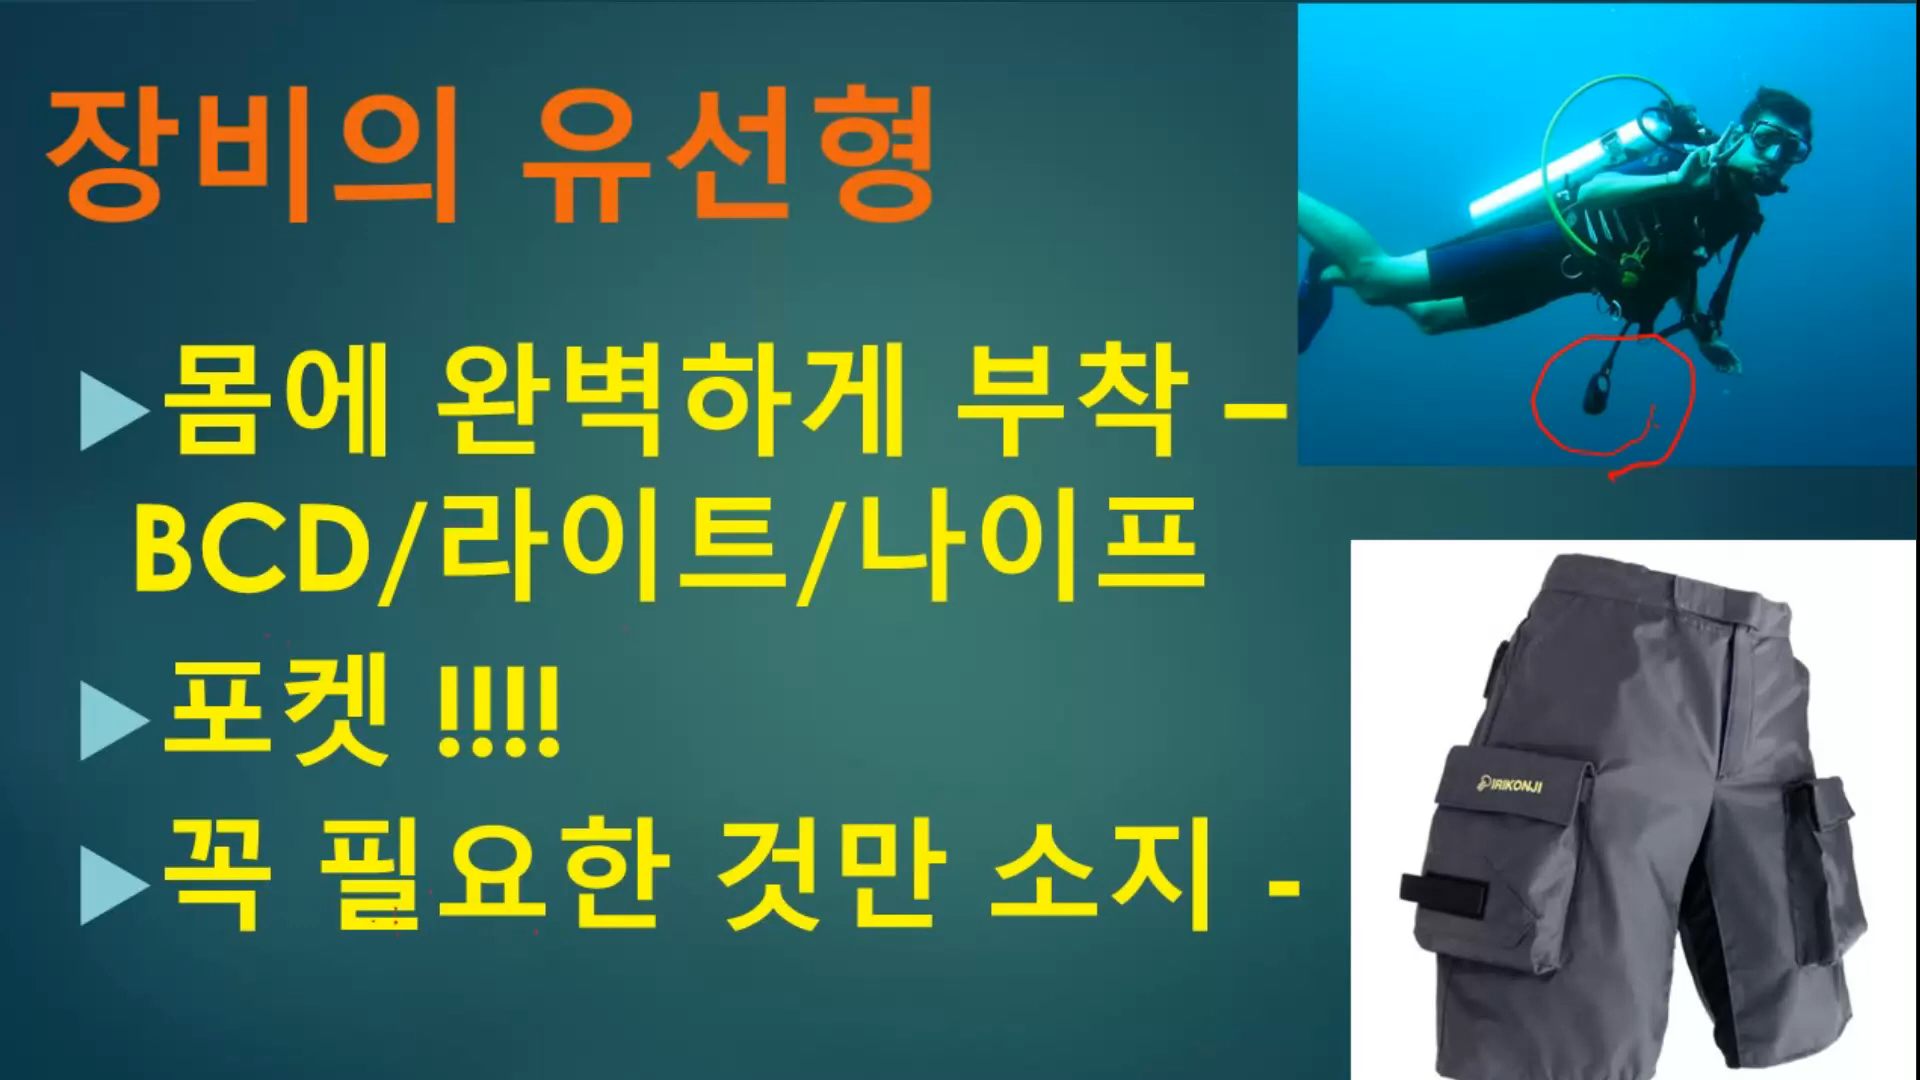 장비의 유선형
▶몸에 완벽하게 부착 –
BCD/라이트/나이프
▶포켓 !!!!
▶꼭 필요한 것만 소지 -
IRIKONJI